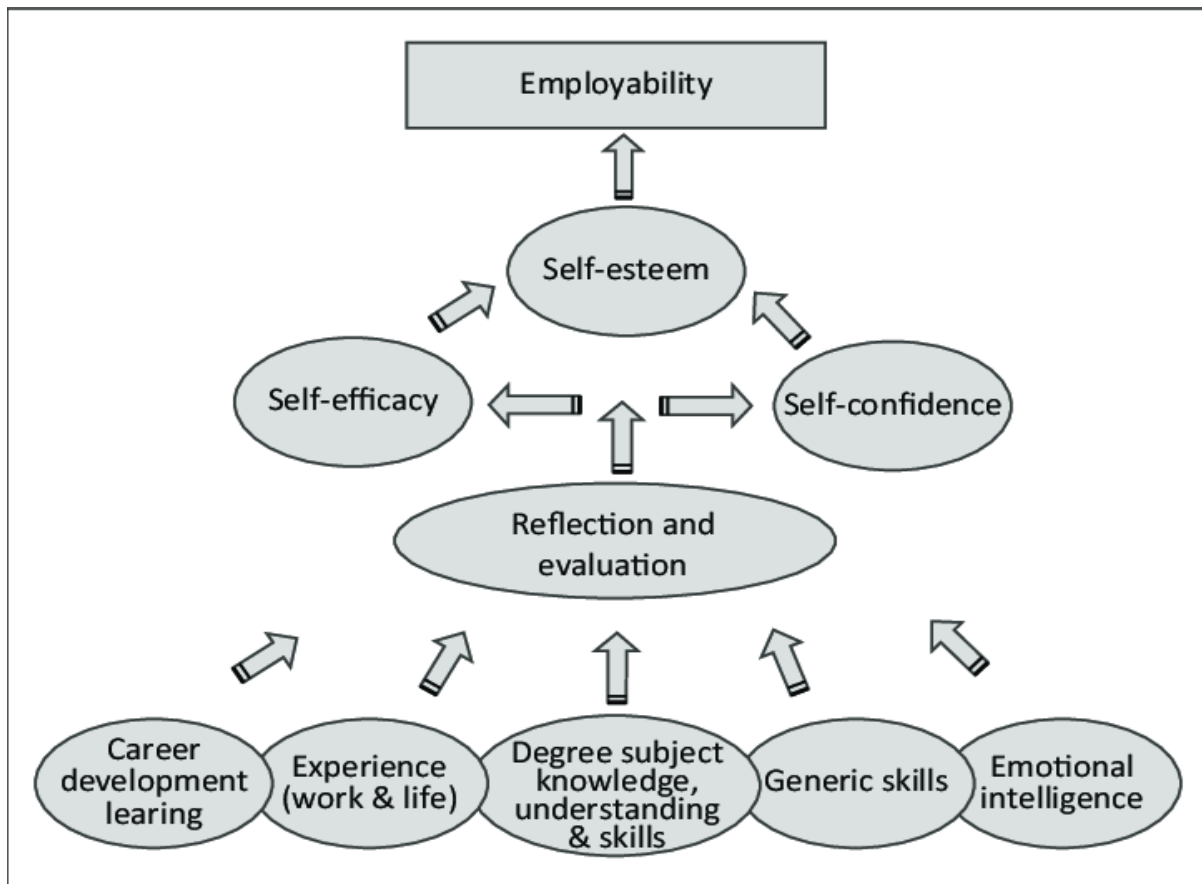 Employability
Self-esteem
Self-efficacy
Self-confidence
Reflection and
evaluation
Career
development
learing
Experience
(work & life)
Degree subject
knowledge,
understanding
& skills
Generic skills
Emotional
intelligence